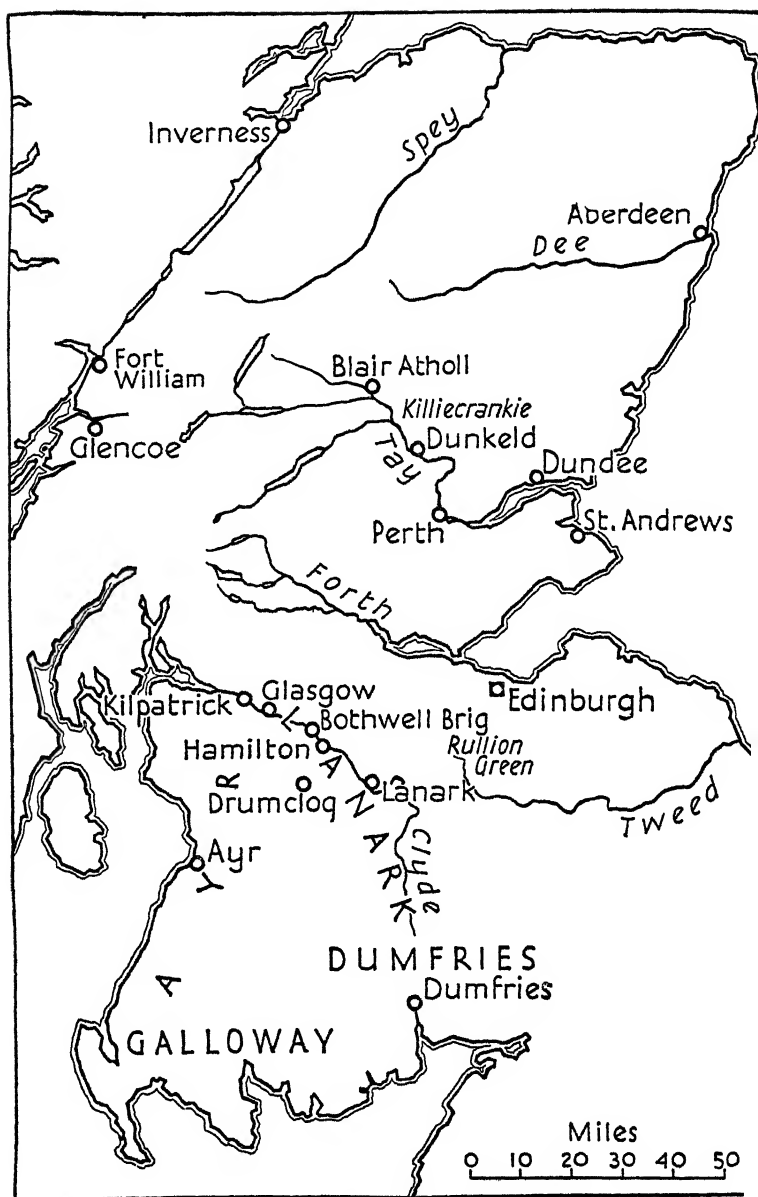 Inverness
Spey
Aberdeen
Dee
Fort
William
Blair Atholl
Killiecrankie
Glencoe
Dunkeld
Tay
Dundee
Perth
St. Andrews
Forth
Kilpatrick
Glasgow
Bothwell Brig
Edinburgh
Hamilton
Rullion
Green
Drumclog
Lanark
LANARK
Tweed
Clyde
Ayr
AYR
DUMFRIES
Dumfries
GALLOWAY
Miles
0 10 20 30 40 50